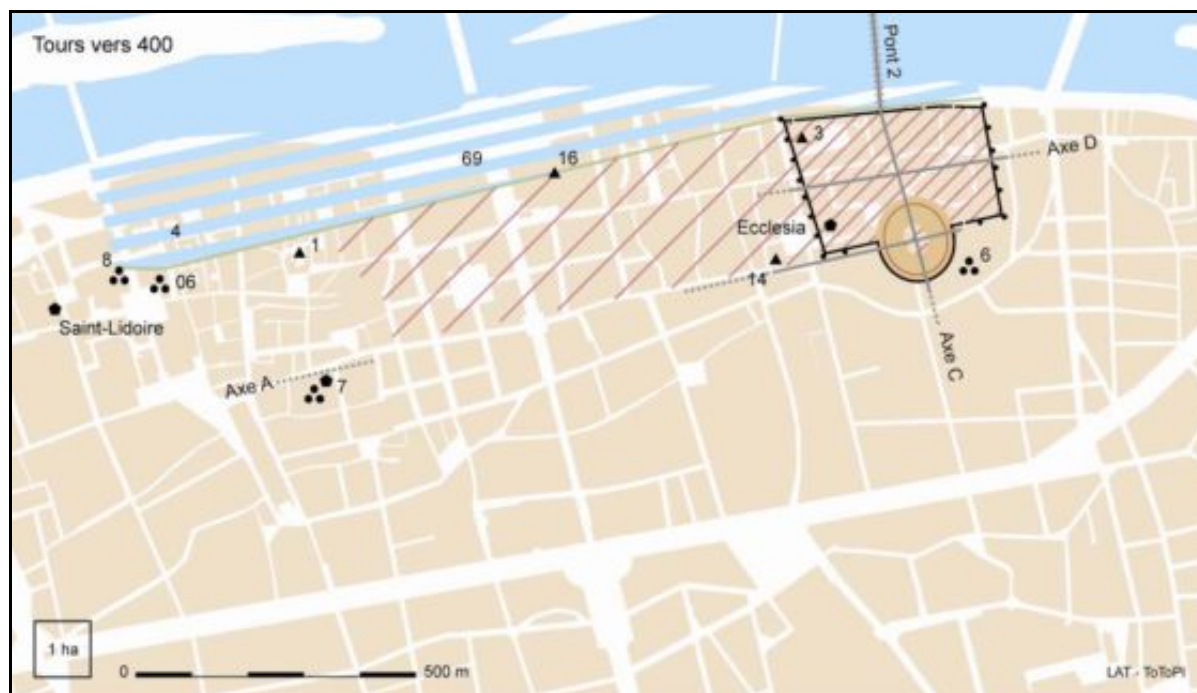 Tours vers 400
Pont 2
3
69
16
Axe D
Ecclesia
4
1
8
06
14
6
Saint-Lidoire
Axe A
7
Axe C
1 ha
0
500 m
LAT - ToToPI